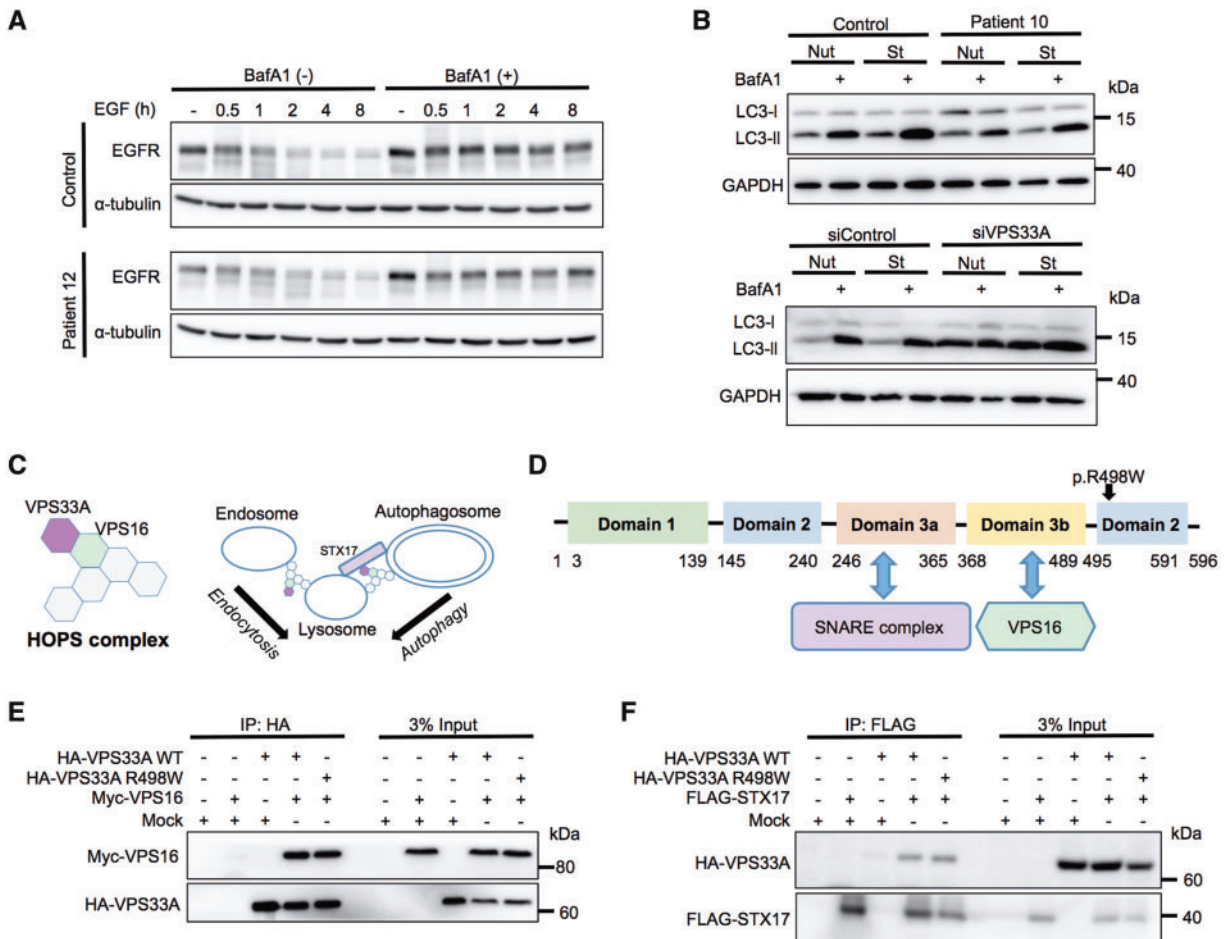 A
BafA1 (-) BafA1 (+)
EGF (h) - 0.5 1 2 4 8 - 0.5 1 2 4 8
Control
EGFR
α-tubulin
Patient 12
EGFR
α-tubulin
B
Control Patient 10
Nut St Nut St
BafA1 + + + + kDa
LC3-I
15
LC3-II
40
GAPDH
siControl siVPS33A
Nut St Nut St
BafA1 + + + + kDa
LC3-I
15
LC3-II
40
GAPDH
C
VPS33A
VPS16
HOPS complex
Endosome
Autophagosome
STX17
Lysosome
Endocytosis
Autophagy
D
p.R498W
Domain 1 Domain 2 Domain 3a Domain 3b Domain 2
1 3 139 145 240 246 365 368 489 495 591 596
SNARE complex
VPS16
E
IP: HA 3% Input
HA-VPS33A WT - - + + - - - + + -
HA-VPS33A R498W - - - - + - - - - +
Myc-VPS16 - + - + + - + - + +
Mock + + + - - + + + - -
kDa
Myc-VPS16
80
HA-VPS33A
60
F
IP: FLAG 3% Input
HA-VPS33A WT - - + + - - - + + -
HA-VPS33A R498W - - - - + - - - - +
FLAG-STX17 - + - + + - + - + +
Mock + + + - - + + + - -
kDa
HA-VPS33A
60
FLAG-STX17
40